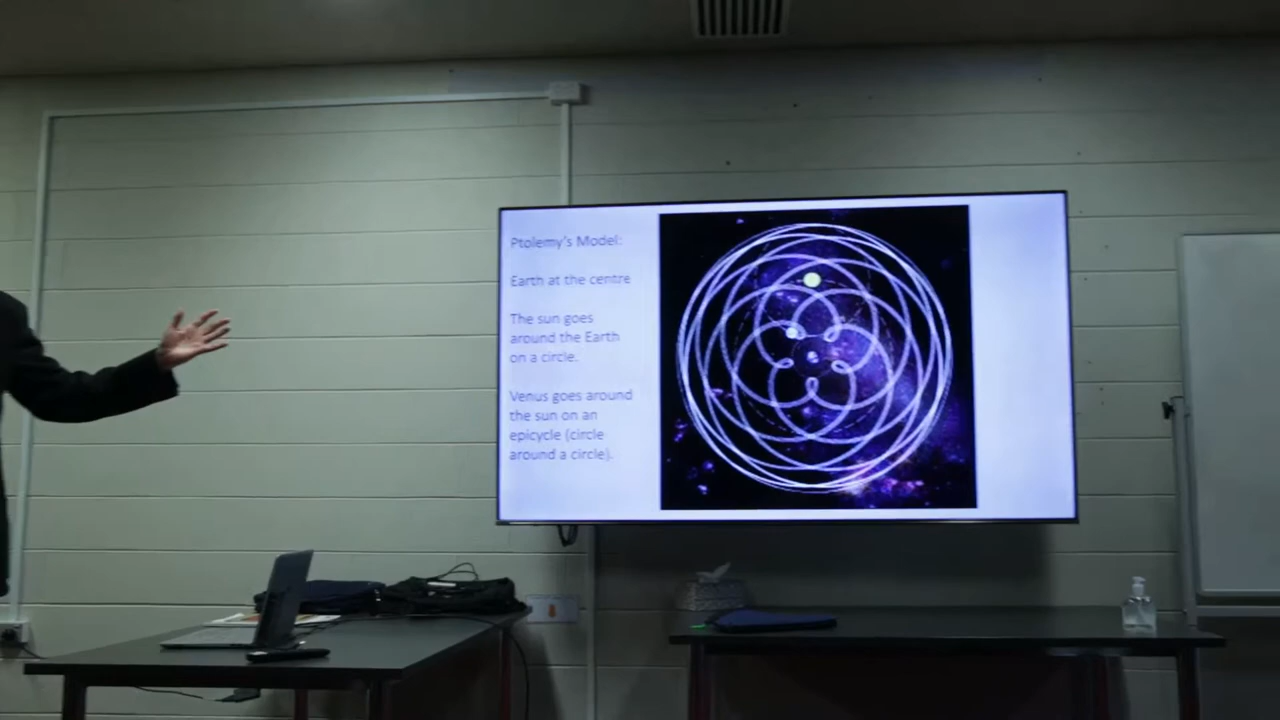 Ptolemy's Model:
Earth at the centre
The sun goes
around the Earth
on a circle.
Venus goes around
the sun on an
epicycle (circle
around a circle).